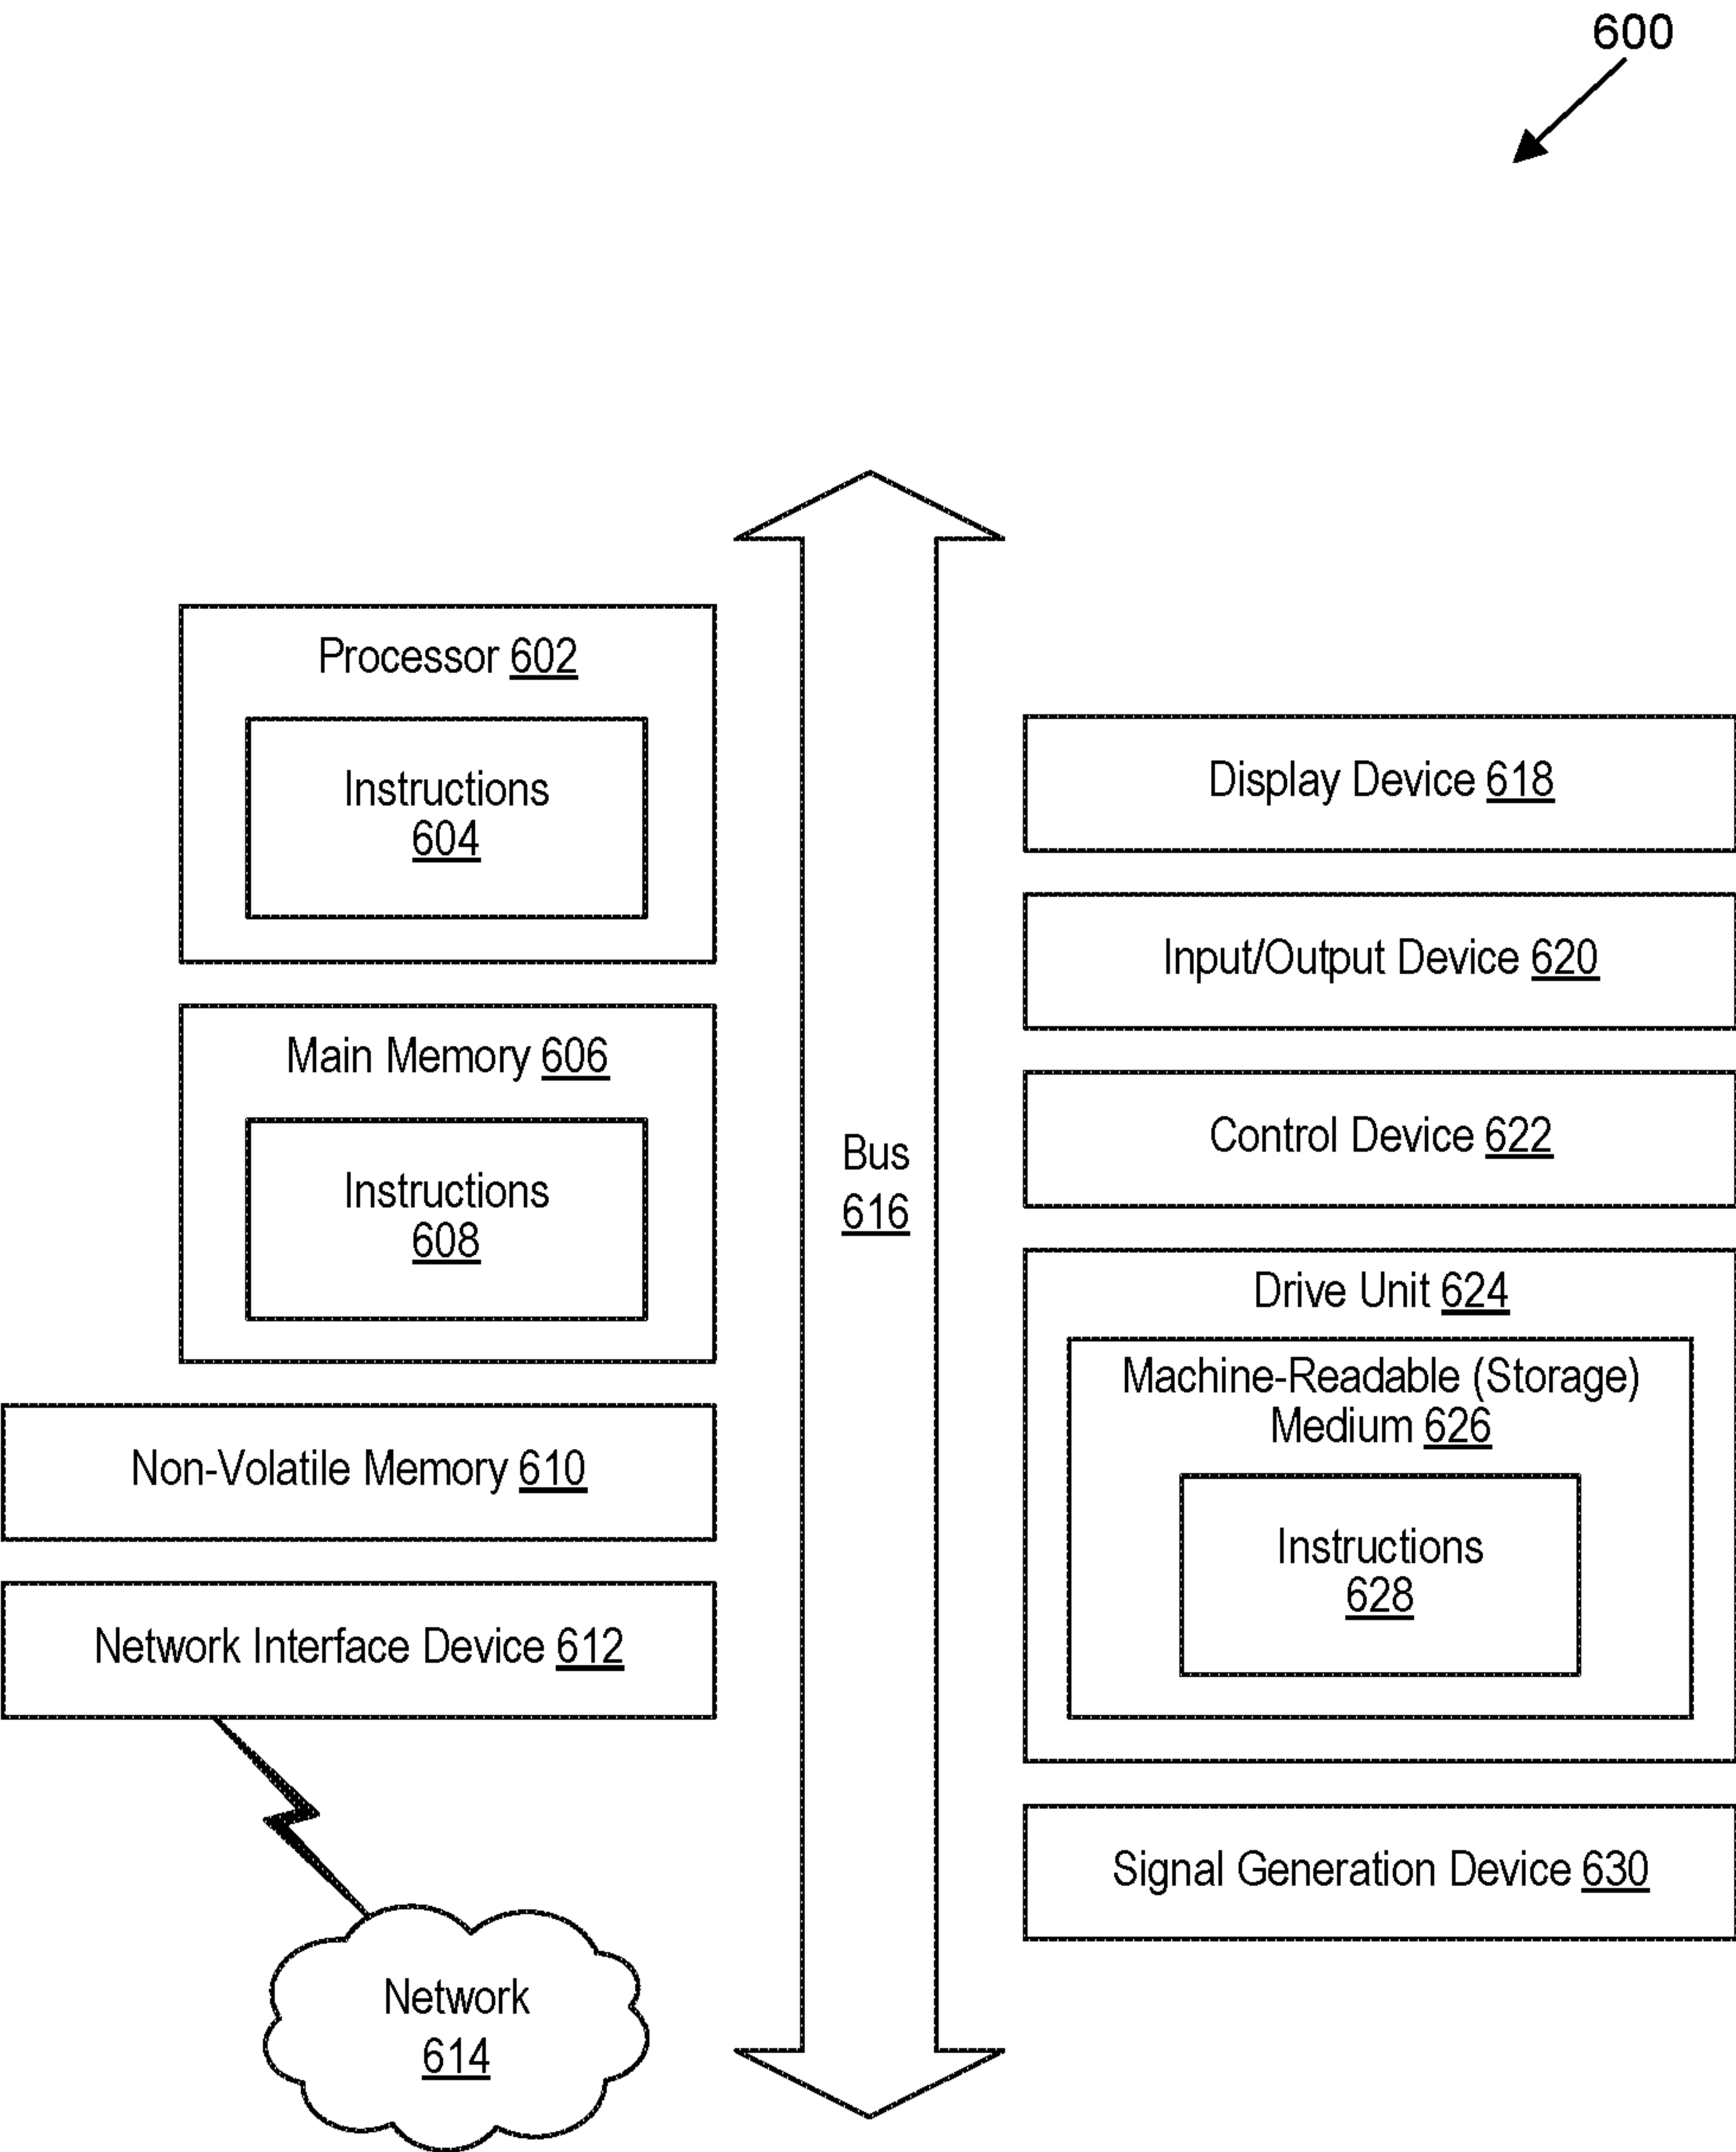 600
Processor 602
Instructions
604
Main Memory 606
Instructions
608
Non-Volatile Memory 610
Network Interface Device 612
Network
614
Bus
616
Display Device 618
Input/Output Device 620
Control Device 622
Drive Unit 624
Machine-Readable (Storage)
Medium 626
Instructions
628
Signal Generation Device 630